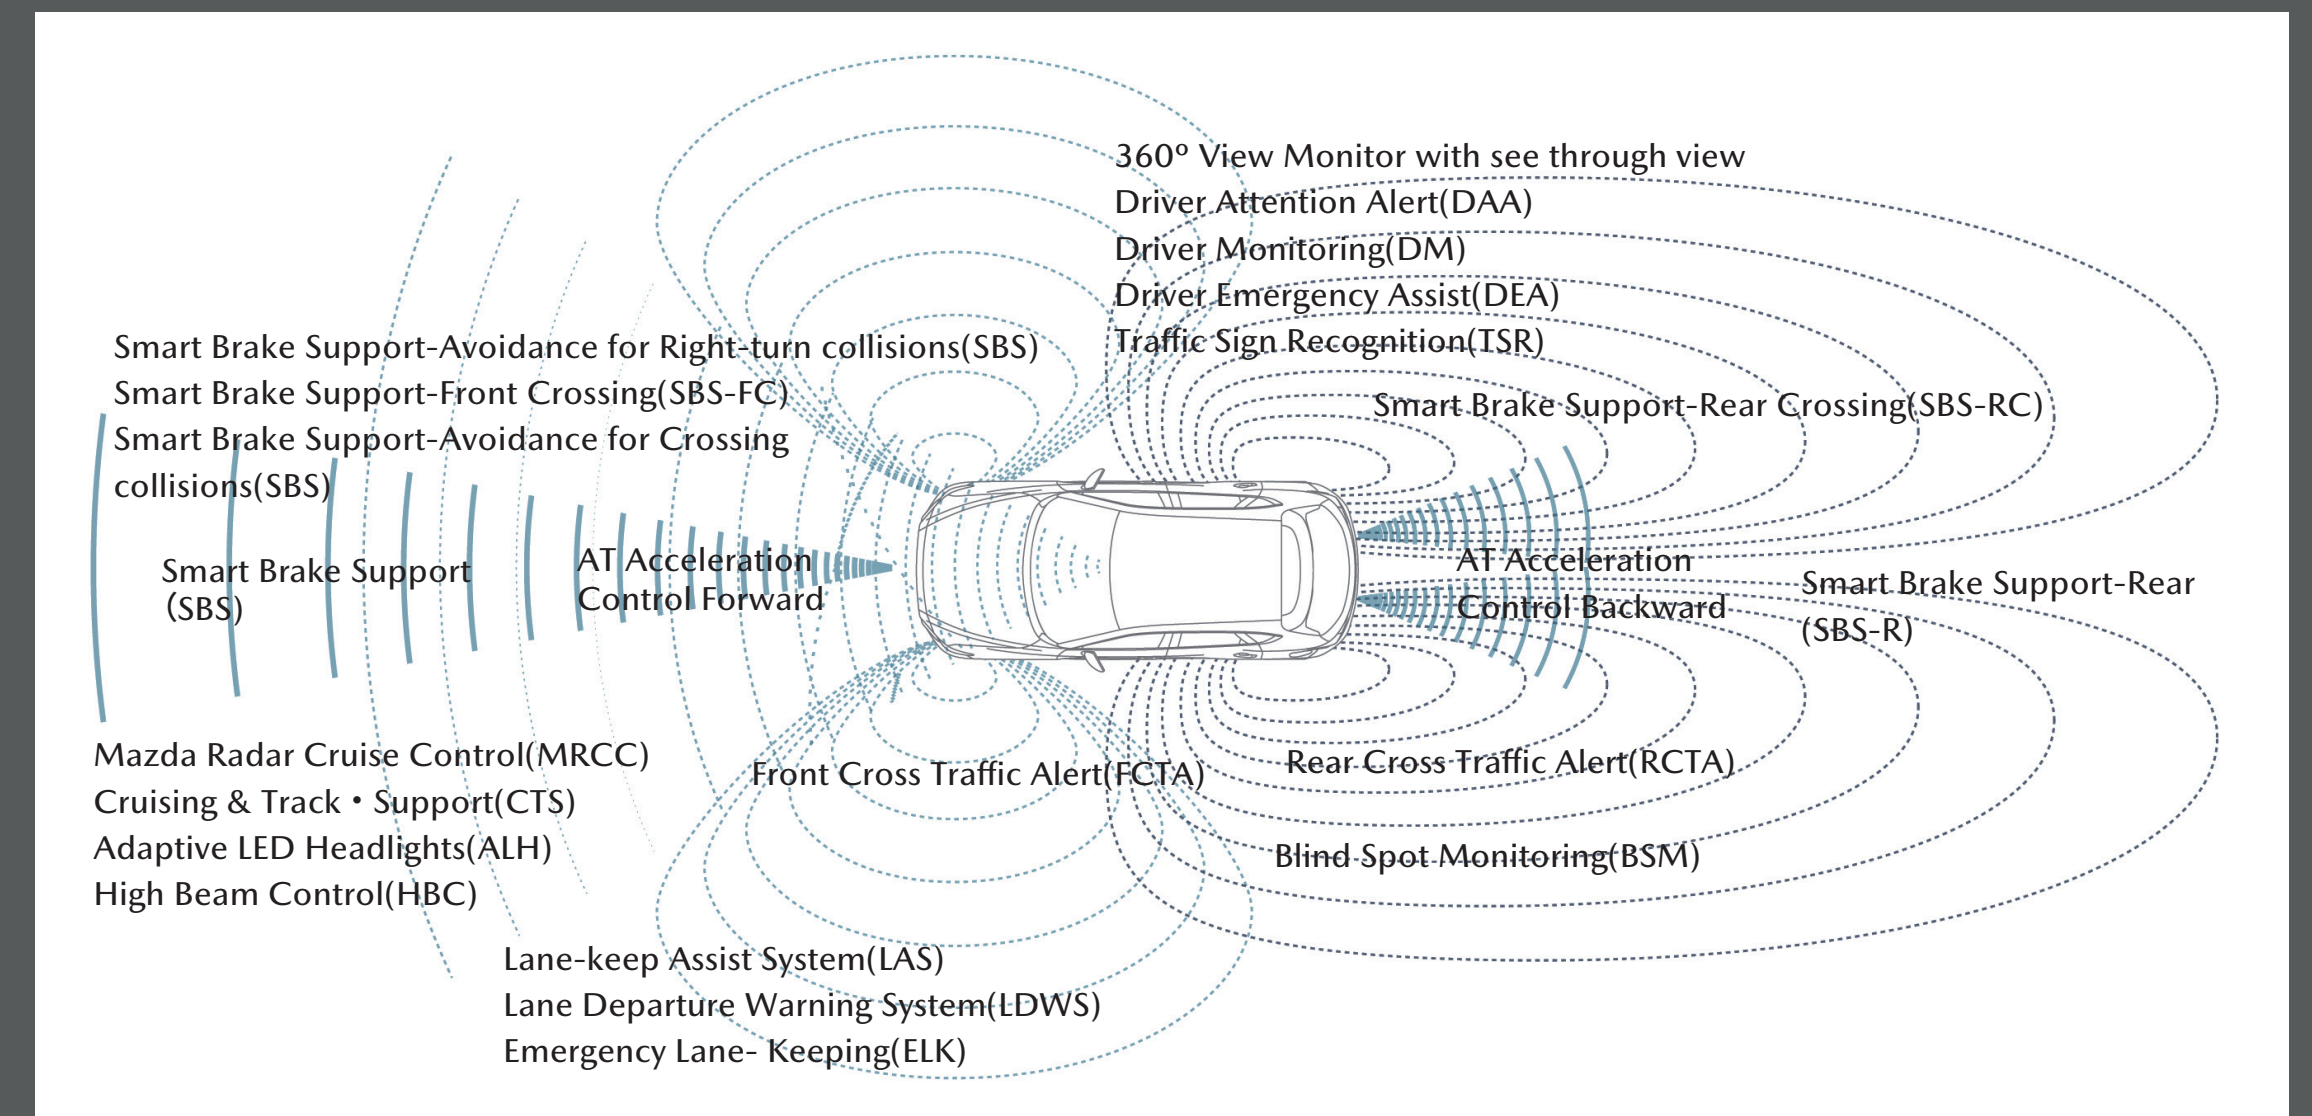 360º View Monitor with see through view
Driver Attention Alert(DAA)
Driver Monitoring(DM)
Driver Emergency Assist(DEA)
Traffic Sign Recognition(TSR)
Smart Brake Support-Avoidance for Right-turn collisions(SBS)
Smart Brake Support-Front Crossing(SBS-FC)
Smart Brake Support-Avoidance for Crossing
collisions(SBS)
Smart Brake Support-Rear Crossing(SBS-RC)
Smart Brake Support
(SBS)
AT Acceleration
Control Forward
AT Acceleration
Control Backward
Smart Brake Support-Rear
(SBS-R)
Mazda Radar Cruise Control(MRCC)
Cruising & Track・Support(CTS)
Adaptive LED Headlights(ALH)
High Beam Control(HBC)
Front Cross Traffic Alert(FCTA)
Rear Cross Traffic Alert(RCTA)
Blind Spot Monitoring(BSM)
Lane-keep Assist System(LAS)
Lane Departure Warning System(LDWS)
Emergency Lane- Keeping(ELK)